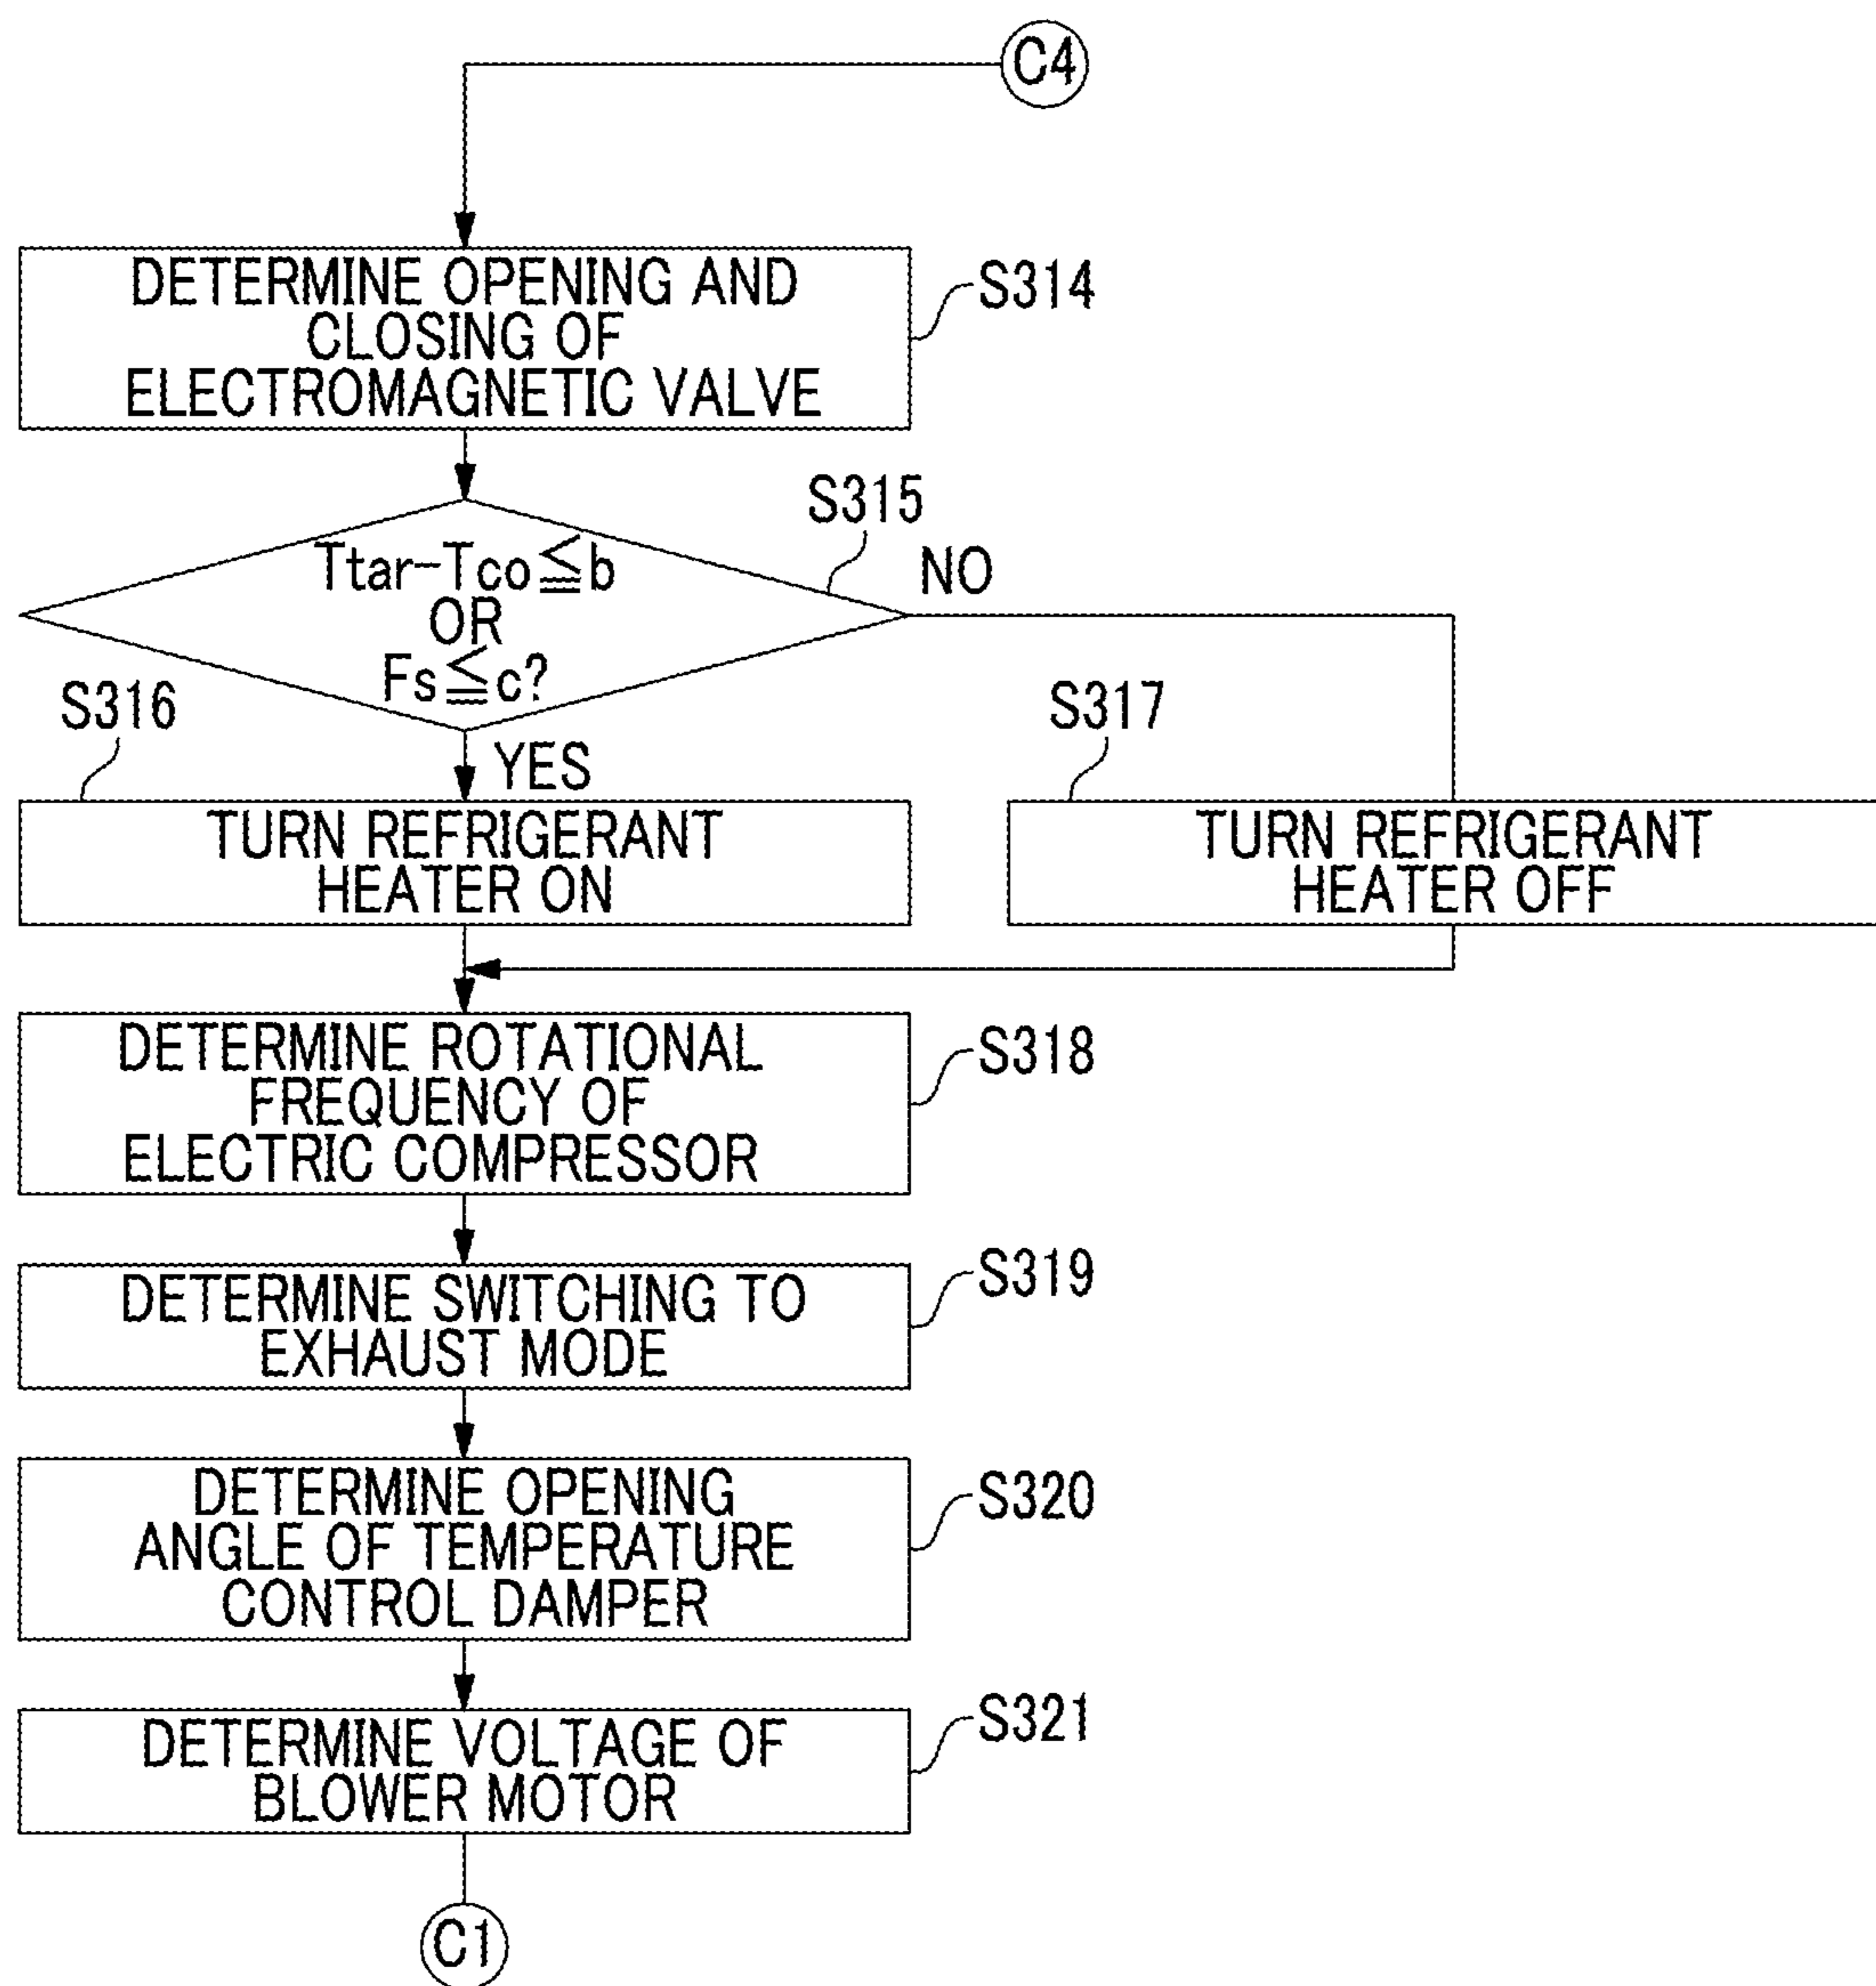 C4
DETERMINE OPENING AND
CLOSING OF
ELECTROMAGNETIC VALVE
S314
S315
Ttar-Tco≦b
OR
Fs≦c?
NO
YES
S316
TURN REFRIGERANT
HEATER ON
S317
TURN REFRIGERANT
HEATER OFF
DETERMINE ROTATIONAL
FREQUENCY OF
ELECTRIC COMPRESSOR
S318
DETERMINE SWITCHING TO
EXHAUST MODE
S319
DETERMINE OPENING
ANGLE OF TEMPERATURE
CONTROL DAMPER
S320
DETERMINE VOLTAGE OF
BLOWER MOTOR
S321
C1